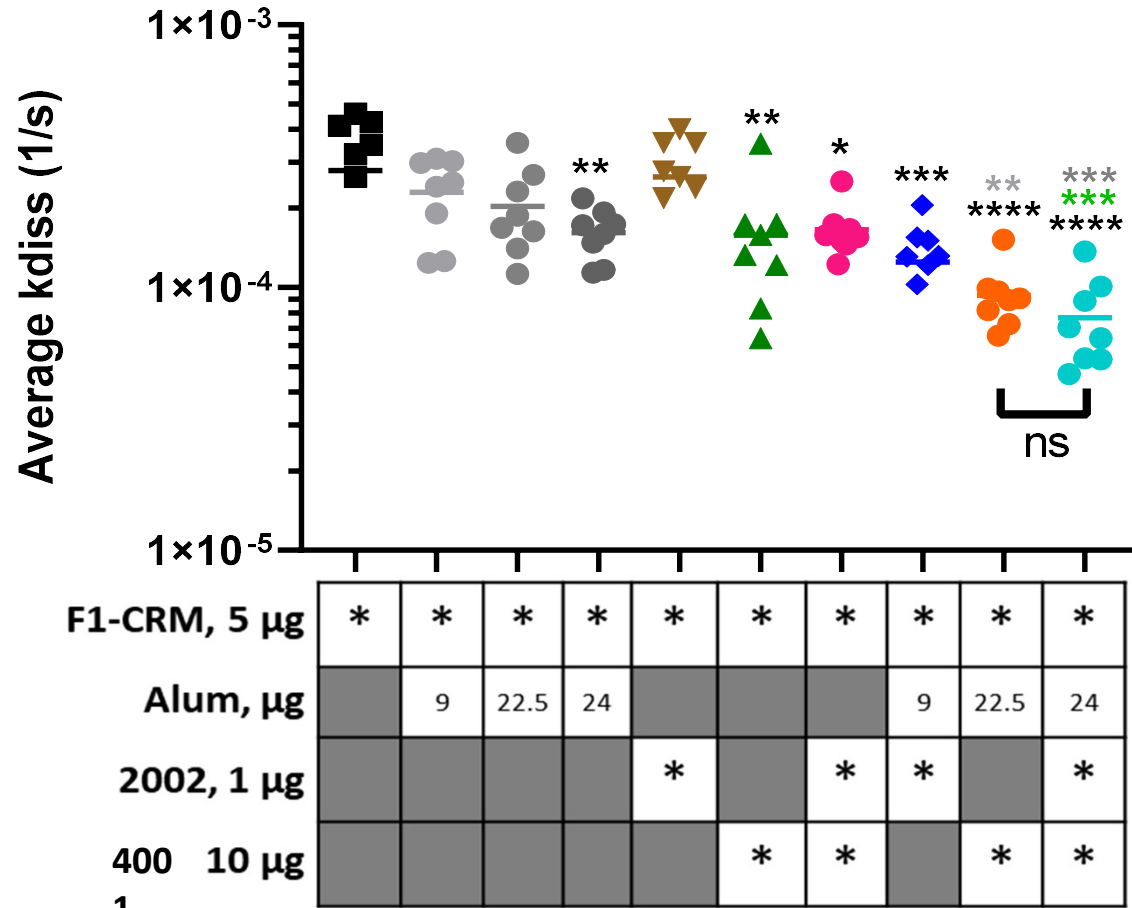 1×10⁻³
Average kdiss (1/s)
**
**
*
***
**
****
***
***
****
1×10⁻⁴
ns
1×10⁻⁵
F1-CRM, 5 µg * * * * * * * * * *
Alum, µg 9 22.5 24 9 22.5 24
2002, 1 µg * * * *
400 10 µg * * * *
1